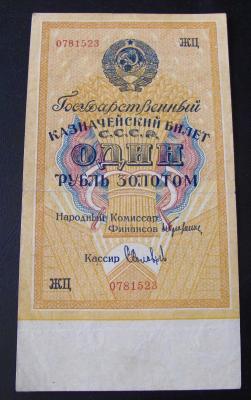 0781523 ЖЦ
Государственный
КАЗНАЧЕЙСКИЙ БИЛЕТ
С.С.С.Р.
ОДИН
РУБЛЬ ЗОЛОТОМ
Народный Комиссар
Финансов
Кассир
ЖЦ 0781523